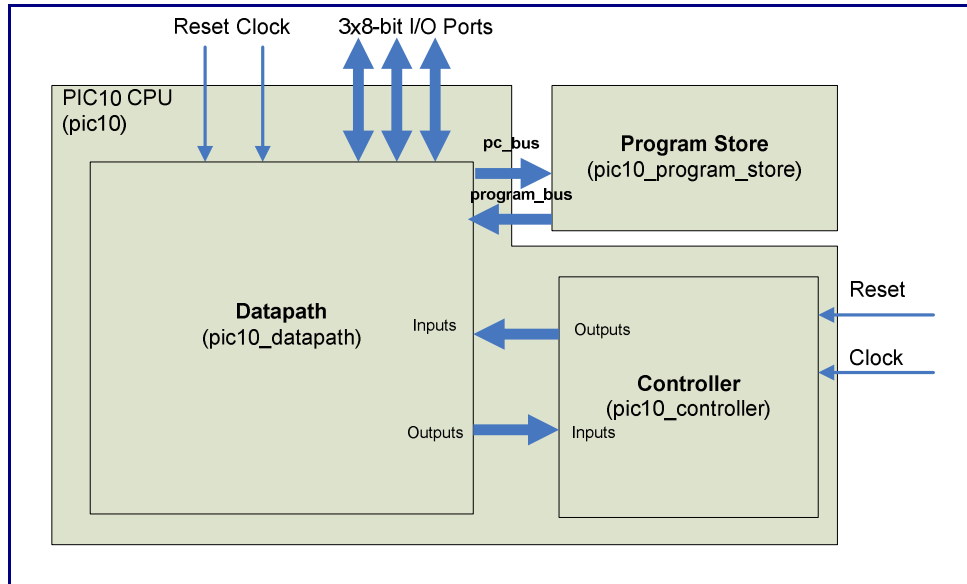 Reset Clock
3x8-bit I/O Ports
PIC10 CPU
(pic10)
pc_bus
program_bus
Program Store
(pic10_program_store)
Datapath
(pic10_datapath)
Inputs
Outputs
Outputs
Inputs
Controller
(pic10_controller)
Reset
Clock